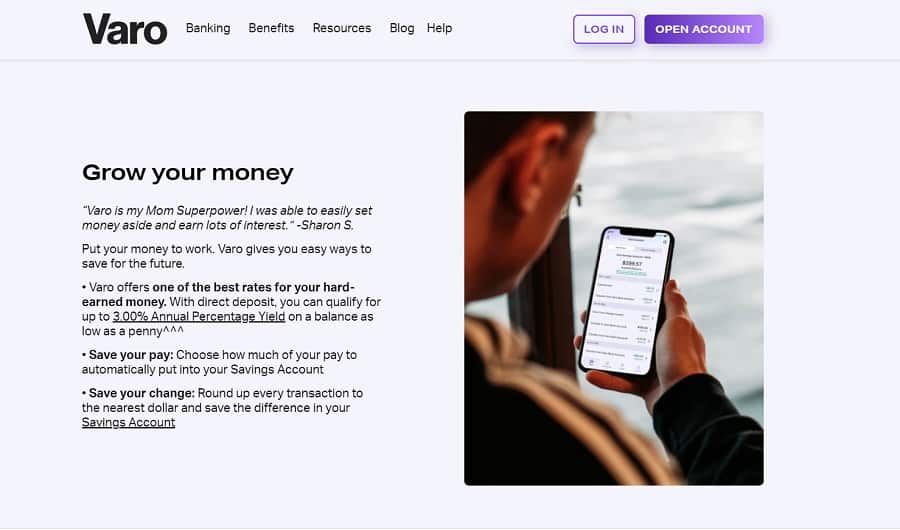 Varo
Banking Benefits Resources Blog Help
LOG IN OPEN ACCOUNT
Grow your money
“Varo is my Mom Superpower! I was able to easily set
money aside and earn lots of interest.” -Sharon S.
Put your money to work. Varo gives you easy ways to
save for the future.
• Varo offers one of the best rates for your hard-
earned money. With direct deposit, you can qualify for
up to 3.00% Annual Percentage Yield on a balance as
low as a penny^^^
• Save your pay: Choose how much of your pay to
automatically put into your Savings Account
• Save your change: Round up every transaction to
the nearest dollar and save the difference in your
Savings Account